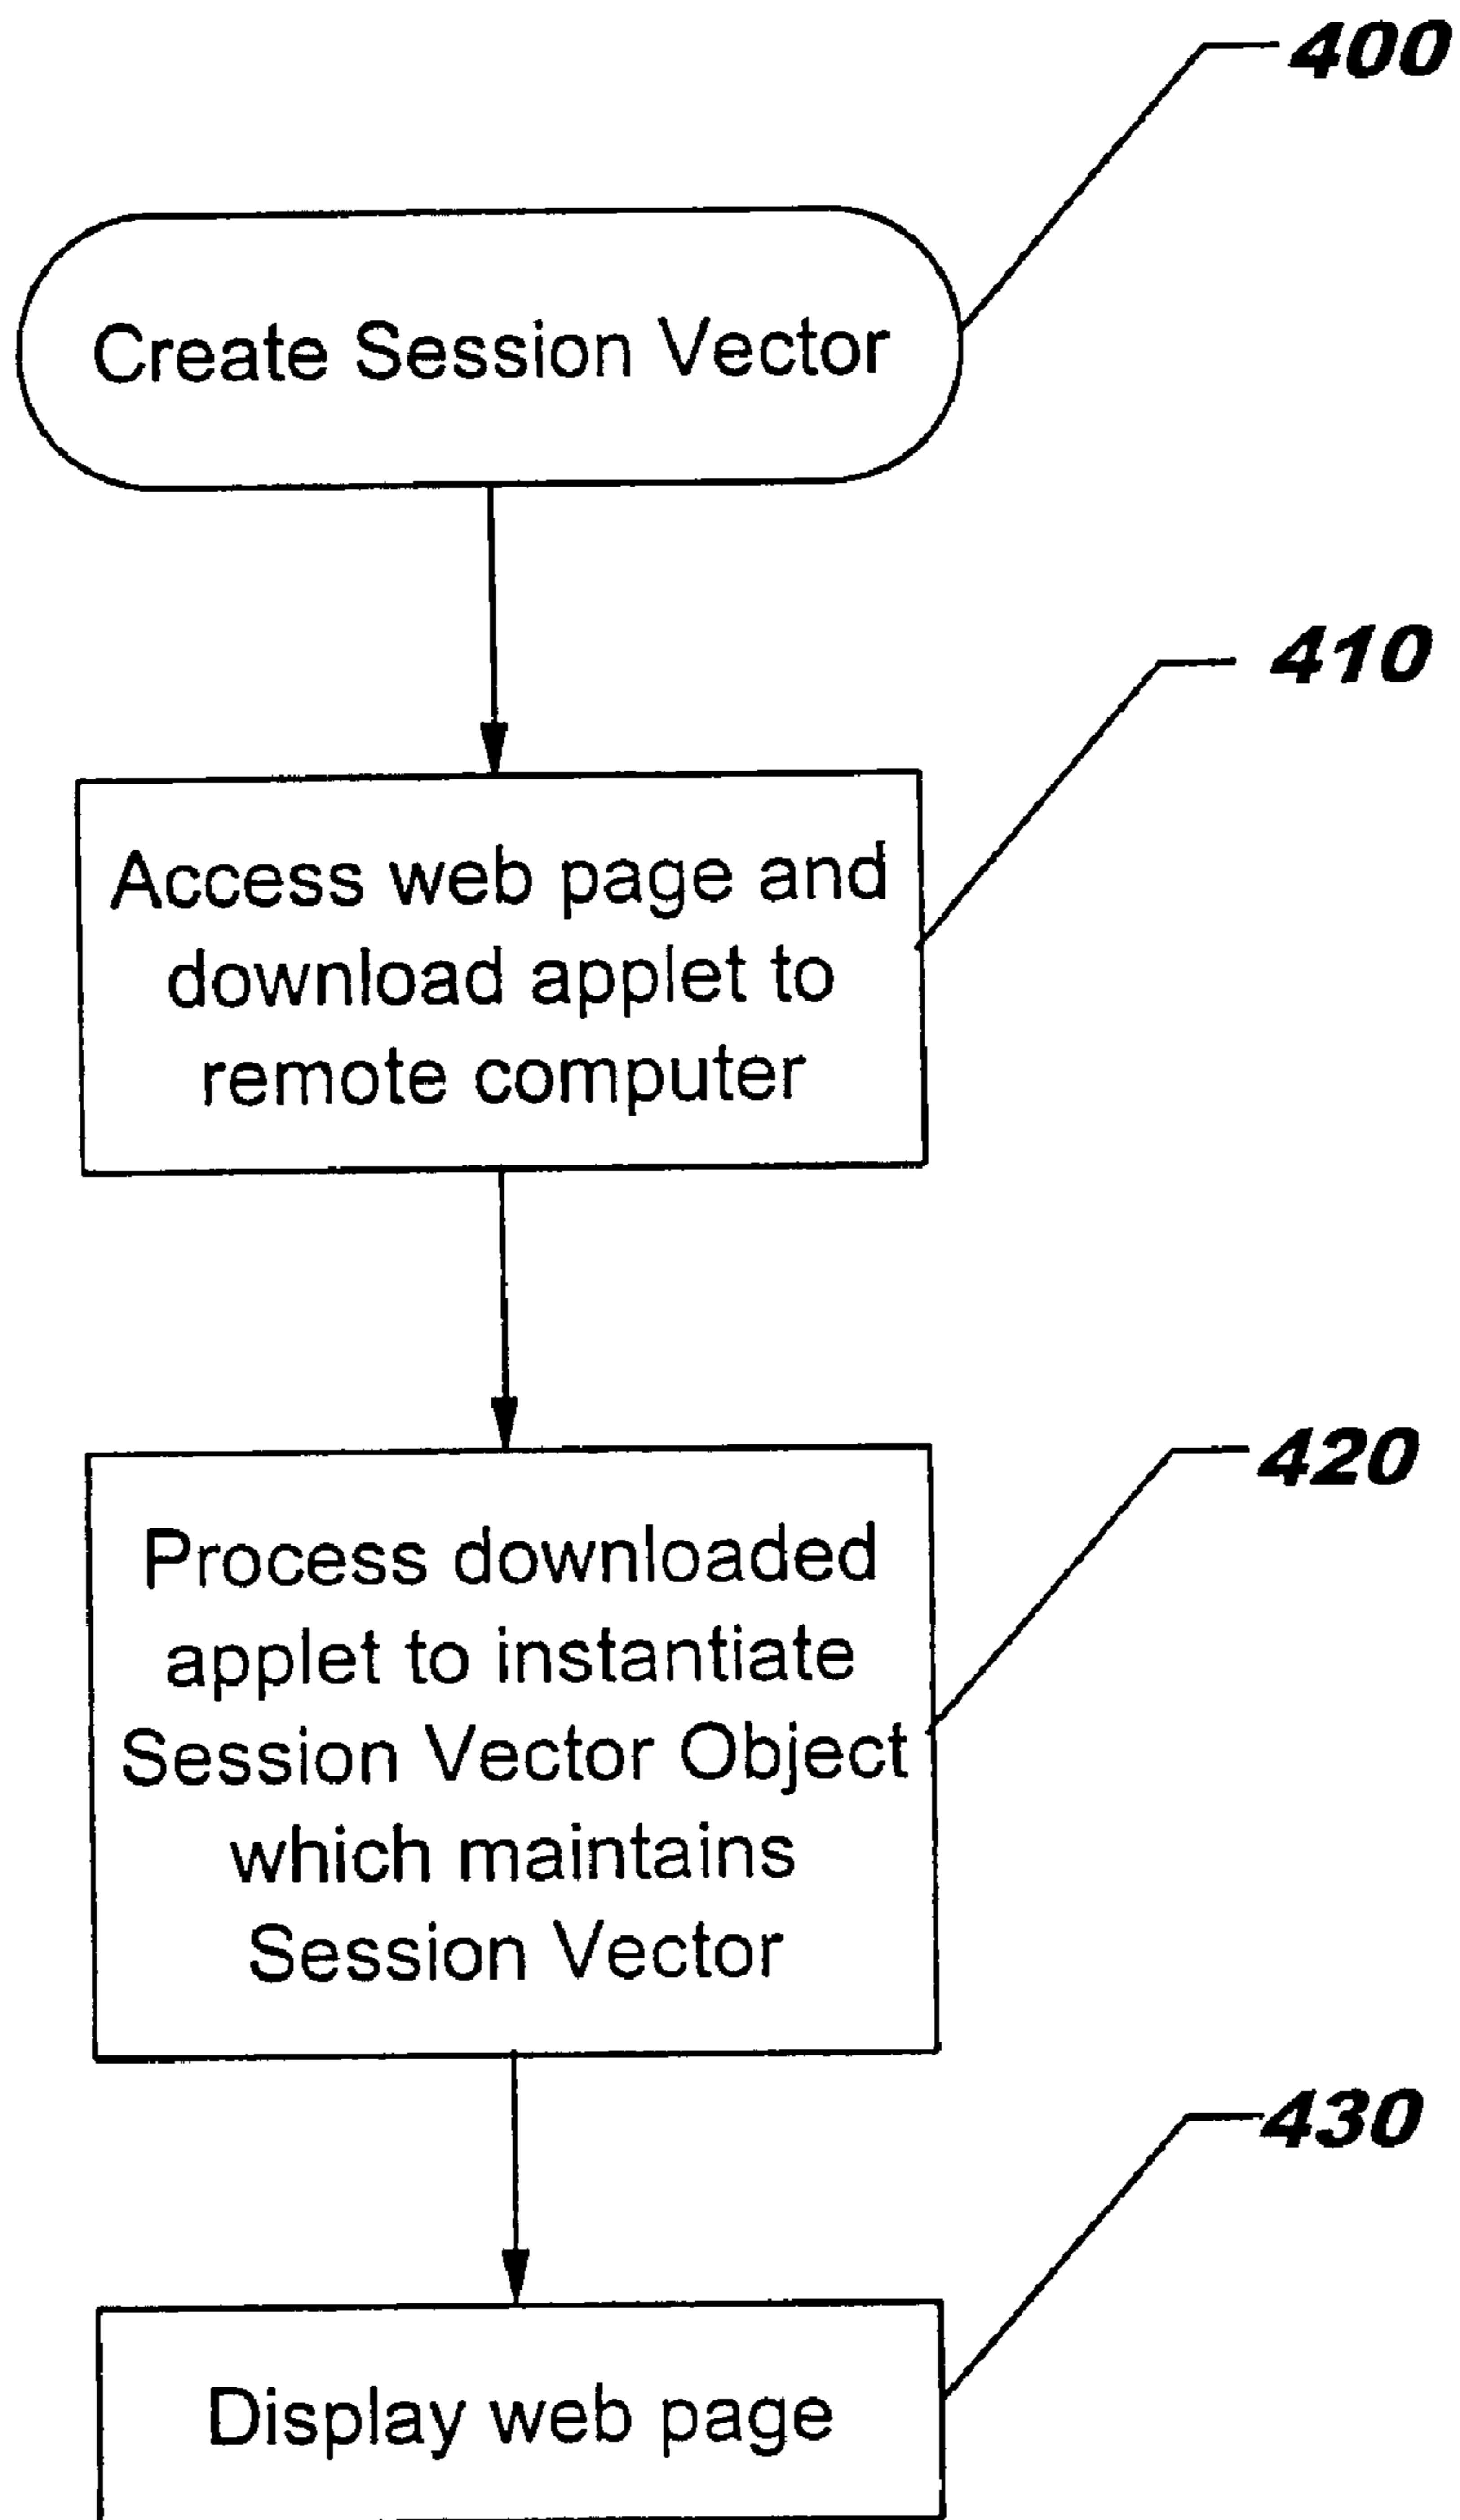 400
Create Session Vector
410
Access web page and
download applet to
remote computer
420
Process downloaded
applet to instantiate
Session Vector Object
which maintains
Session Vector
430
Display web page